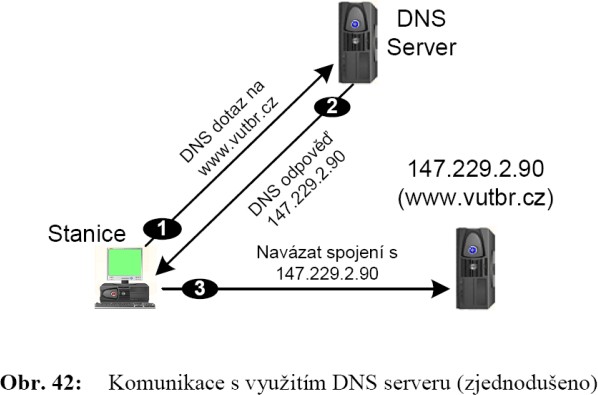 DNS
Server
DNS dotaz na
www.vutbr.cz
2
DNS odpověď
147.229.2.90
147.229.2.90
(www.vutbr.cz)
1
Stanice
Navázat spojení s
147.229.2.90
3
Obr. 42: Komunikace s využitím DNS serveru (zjednodušeno)